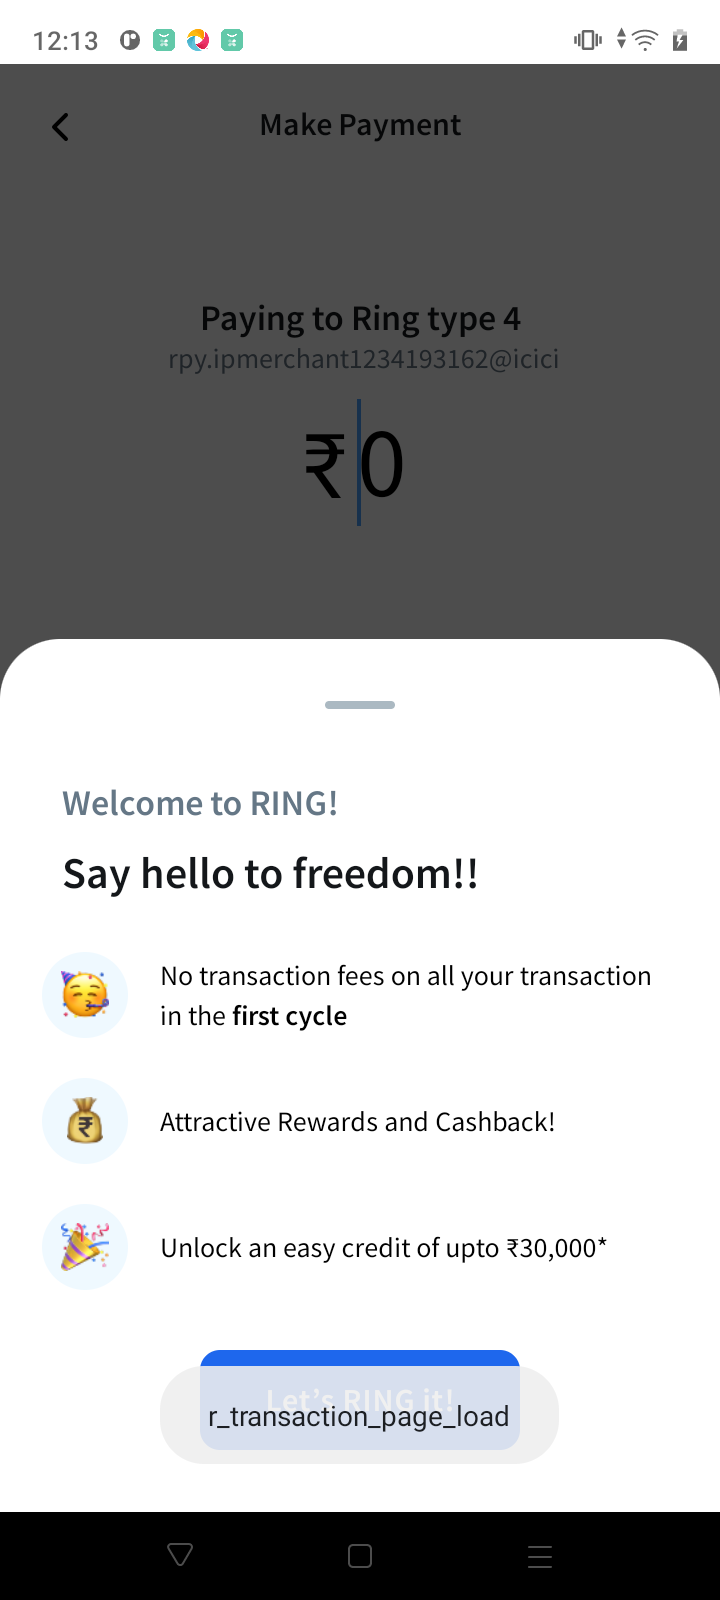 12:13
Make Payment
Paying to Ring type 4
rpy.ipmerchant1234193162@icici
₹0
Welcome to RING!
Say hello to freedom!!
No transaction fees on all your transaction
in the first cycle
Attractive Rewards and Cashback!
Unlock an easy credit of upto ₹30,000*
Let's RING it!
r_transaction_page_load